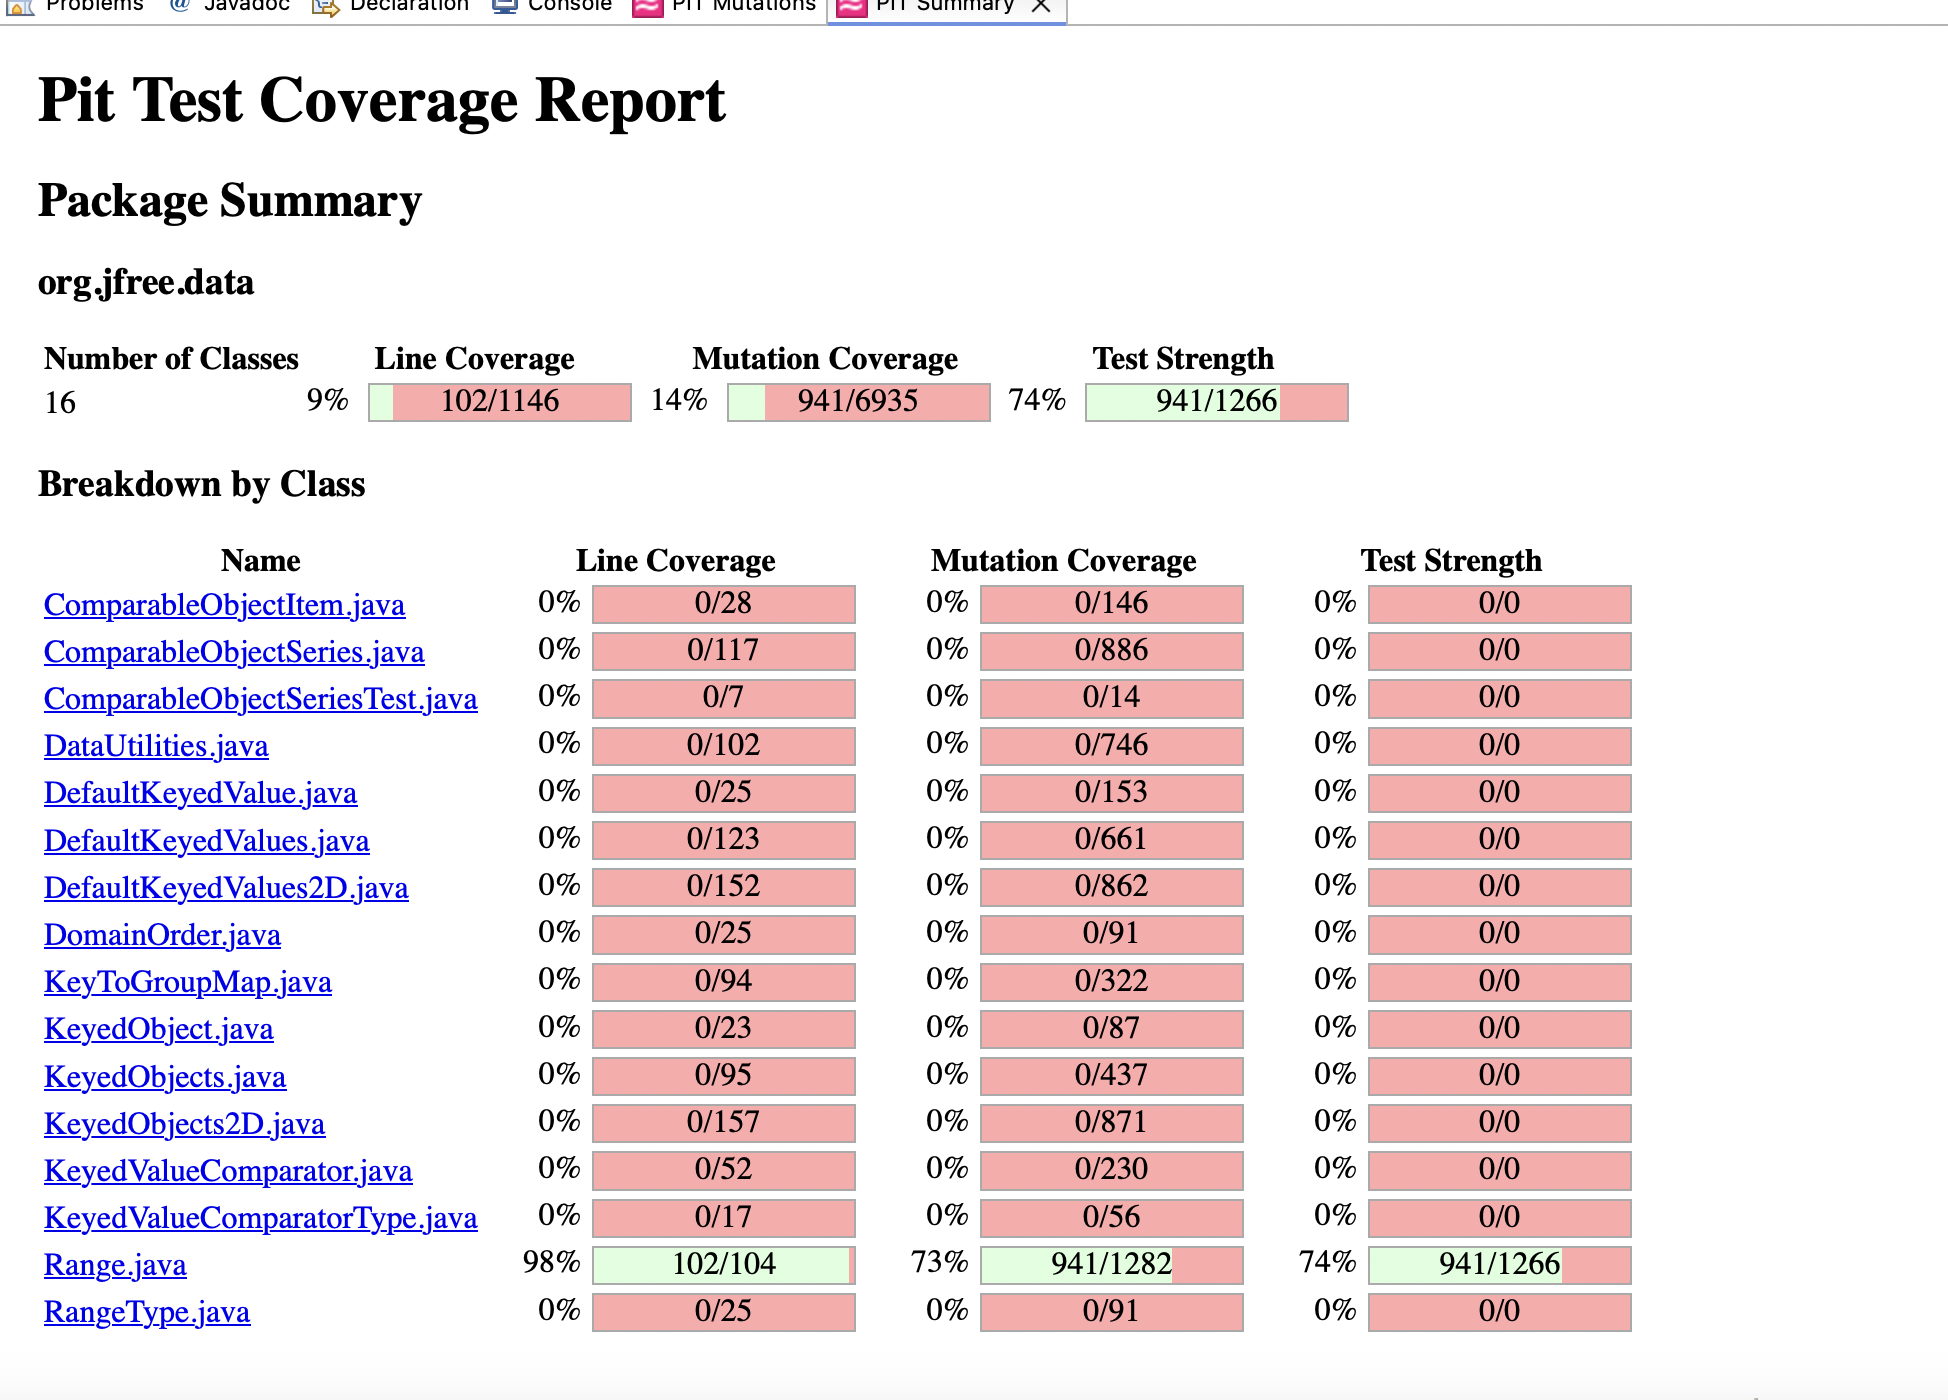 Problems @ Javadoc Declaration Console PIT Mutations PIT Summary
Pit Test Coverage Report
Package Summary
org.jfree.data
Number of Classes Line Coverage Mutation Coverage Test Strength
16 9% 102/1146 14% 941/6935 74% 941/1266
Breakdown by Class
Name Line Coverage Mutation Coverage Test Strength
ComparableObjectItem.java 0% 0/28 0% 0/146 0% 0/0
ComparableObjectSeries.java 0% 0/117 0% 0/886 0% 0/0
ComparableObjectSeriesTest.java 0% 0/7 0% 0/14 0% 0/0
DataUtilities.java 0% 0/102 0% 0/746 0% 0/0
DefaultKeyedValue.java 0% 0/25 0% 0/153 0% 0/0
DefaultKeyedValues.java 0% 0/123 0% 0/661 0% 0/0
DefaultKeyedValues2D.java 0% 0/152 0% 0/862 0% 0/0
DomainOrder.java 0% 0/25 0% 0/91 0% 0/0
KeyToGroupMap.java 0% 0/94 0% 0/322 0% 0/0
KeyedObject.java 0% 0/23 0% 0/87 0% 0/0
KeyedObjects.java 0% 0/95 0% 0/437 0% 0/0
KeyedObjects2D.java 0% 0/157 0% 0/871 0% 0/0
KeyedValueComparator.java 0% 0/52 0% 0/230 0% 0/0
KeyedValueComparatorType.java 0% 0/17 0% 0/56 0% 0/0
Range.java 98% 102/104 73% 941/1282 74% 941/1266
RangeType.java 0% 0/25 0% 0/91 0% 0/0